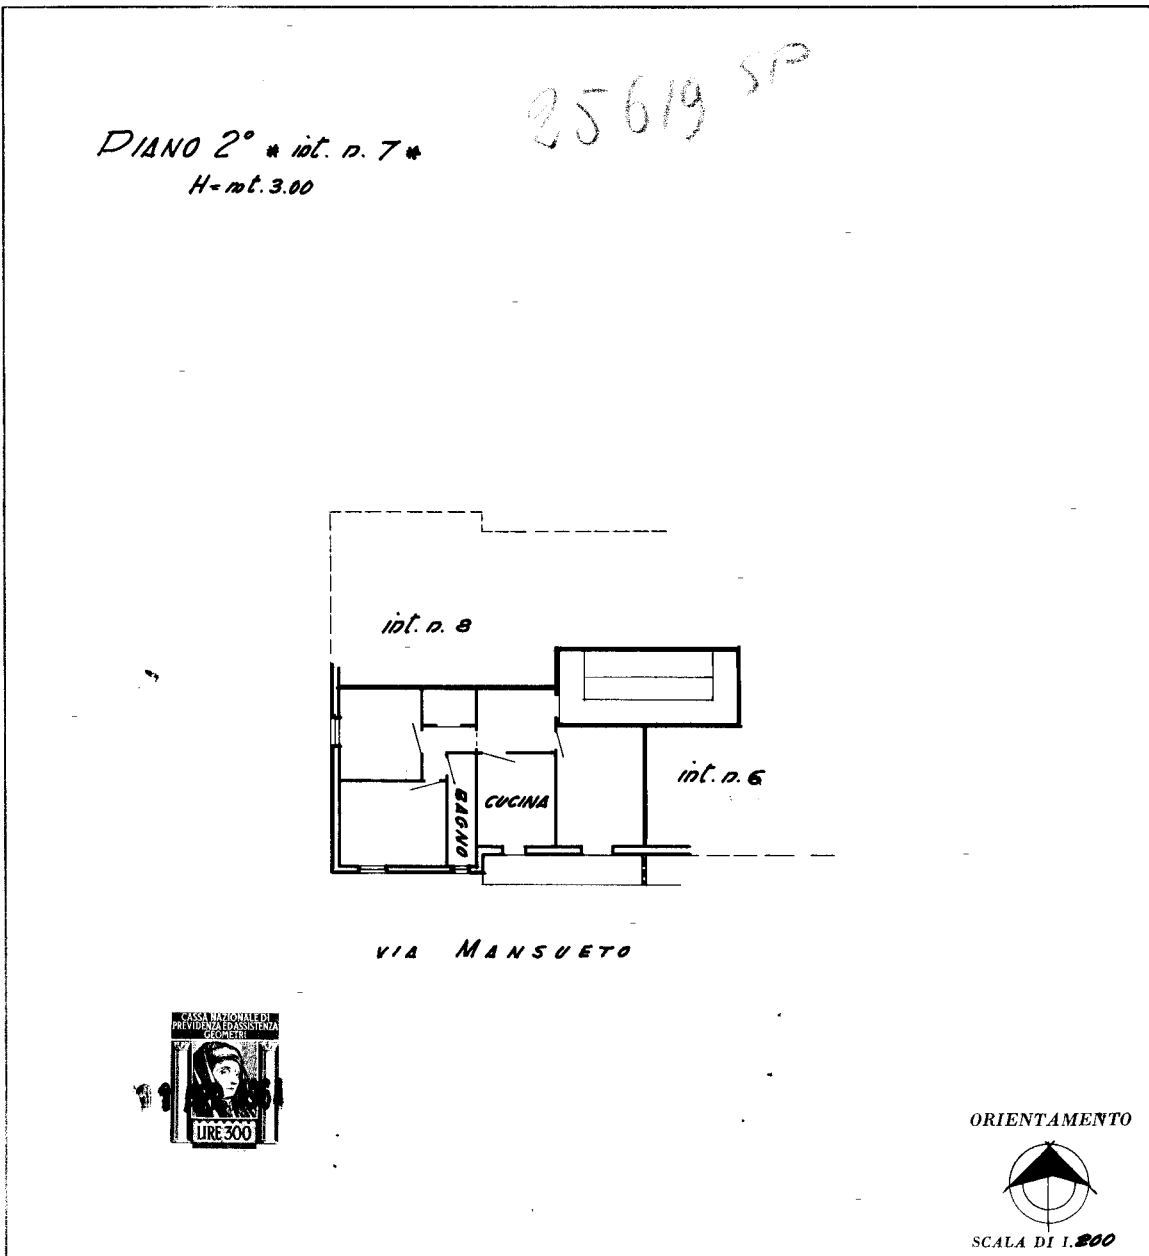 25619 SP
PIANO 2° * int. n. 7 *
H = mt. 3.00
int. n. 8
int. n. 6
CUCINA
BAGNO
VIA MANSUETO
CASSA NAZIONALE DI
PREVIDENZA ED ASSISTENZA
GEOMETRI
LIRE 300
ORIENTAMENTO
SCALA DI 1.200